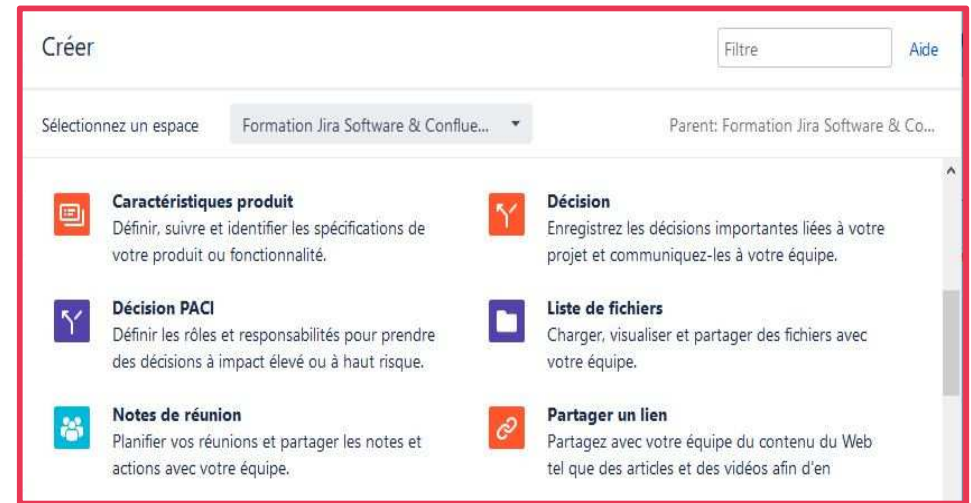 Créer
Filtre
Aide
Sélectionnez un espace
Formation Jira Software & Conflue...
Parent: Formation Jira Software & Co...
Caractéristiques produit
Définir, suivre et identifier les spécifications de
votre produit ou fonctionnalité.
Décision
Enregistrez les décisions importantes liées à votre
projet et communiquez-les à votre équipe.
Décision PACI
Définir les rôles et responsabilités pour prendre
des décisions à impact élevé ou à haut risque.
Liste de fichiers
Charger, visualiser et partager des fichiers avec
votre équipe.
Notes de réunion
Planifier vos réunions et partager les notes et
actions avec votre équipe.
Partager un lien
Partagez avec votre équipe du contenu du Web
tel que des articles et des vidéos afin d'en